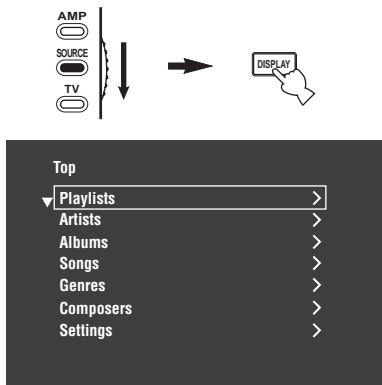 AMP
SOURCE
TV
DISPLAY
Top
Playlists
Artists
Albums
Songs
Genres
Composers
Settings